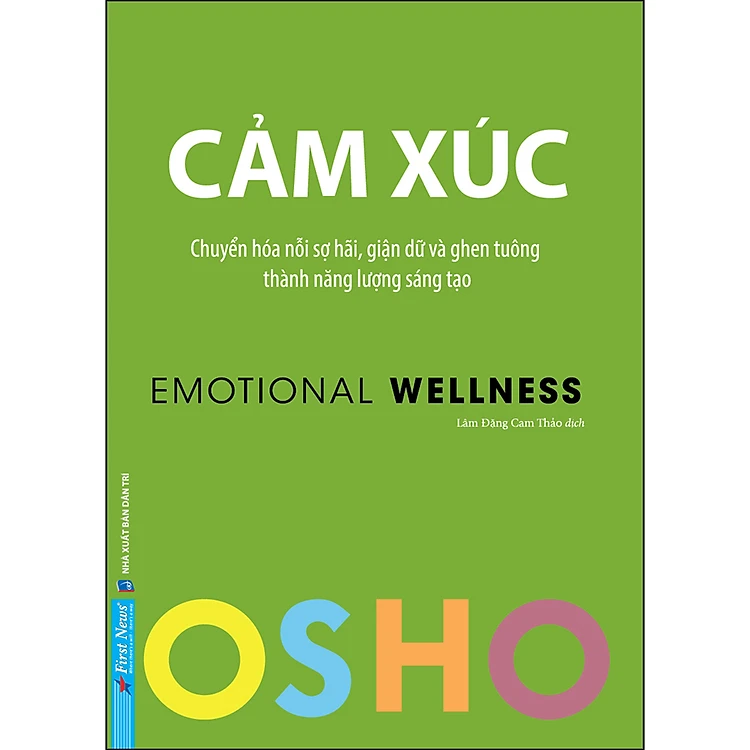 CẢM XÚC
Chuyển hóa nỗi sợ hãi, giận dữ và ghen tuông
thành năng lượng sáng tạo
EMOTIONAL WELLNESS
Lâm Đặng Cam Thảo dịch
NHÀ XUẤT BẢN DÂN TRÍ
First News
OSHO